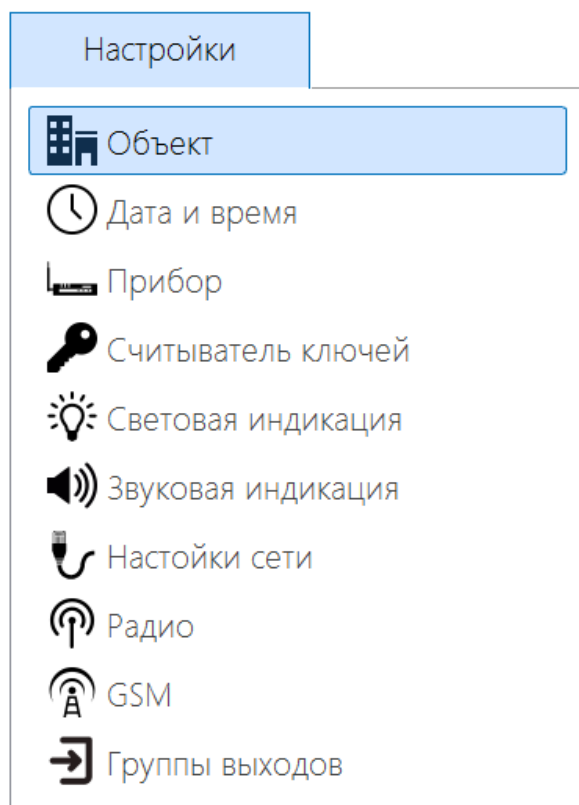 Настройки
Объект
Дата и время
Прибор
Считыватель ключей
Световая индикация
Звуковая индикация
Настойки сети
Радио
GSM
Группы выходов